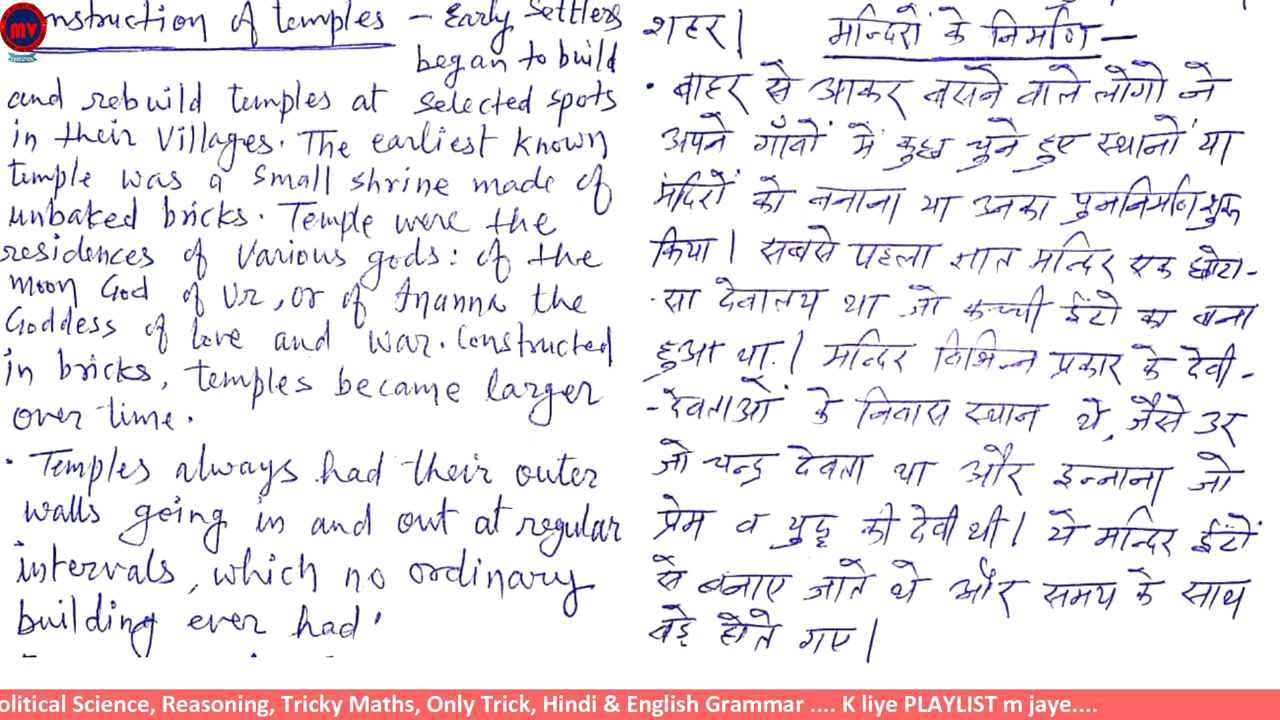 Construction of temples – Early Settlers
began to build
and rebuild temples at selected spots
in their Villages. The earliest known
temple was a small shrine made of
unbaked bricks. Temple were the
residences of Various gods: of the
Moon God of Ur, or of Inanna the
Goddess of Love and war. Constructed
in bricks, temples became larger
over time.
• Temples always had their outer
walls going in and out at regular
intervals, which no ordinary
building ever had'
शहर| मन्दिरों के निर्माण –
• बाहर से आकर बसने वाले लोगो ने
अपने गाँवों में कुछ चुने हुए स्थानों या
मंदिरों को बनाना या उनका पुननिर्माण शुरू
किया| सबसे पहला ज्ञात मन्दिर एक छोटा-
-सा देवालय था जो कच्ची ईंटो का बना
हुआ था.| मन्दिर विभिन्न प्रकार के देवी-
-देवताओं के निवास स्थान थे, जैसे उर
जो चन्द्र देवता था और इन्नाना जो
प्रेम व युद्ध की देवी थी| ये मन्दिर ईंटों
से बनाए जाते थे और समय के साथ
बड़े होते गए|
mv
EDUCATION
olitical Science, Reasoning, Tricky Maths, Only Trick, Hindi & English Grammar .... K liye PLAYLIST m jaye....